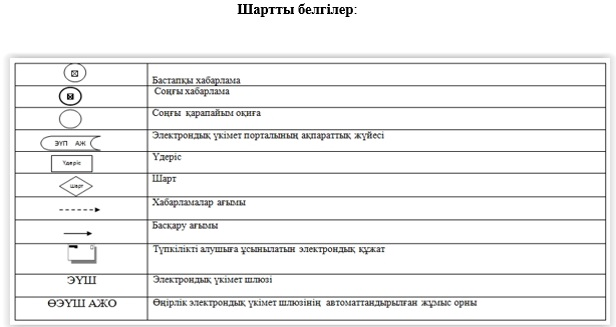 Шартты белгілер:
Бастапқы хабарлама
Соңғы хабарлама
Соңғы қарапайым оқиға
ЭҮП АЖ Электрондық үкімет порталының ақпараттық жүйесі
Үдеріс Үдеріс
Шарт Шарт
Хабарламалар ағымы
Басқару ағымы
Түпкілікті алушыға ұсынылатын электрондық құжат
ЭҮШ Электрондық үкімет шлюзі
ӨЭҮШ АЖО Өңірлік электрондық үкімет шлюзінің автоматтандырылған жұмыс орны